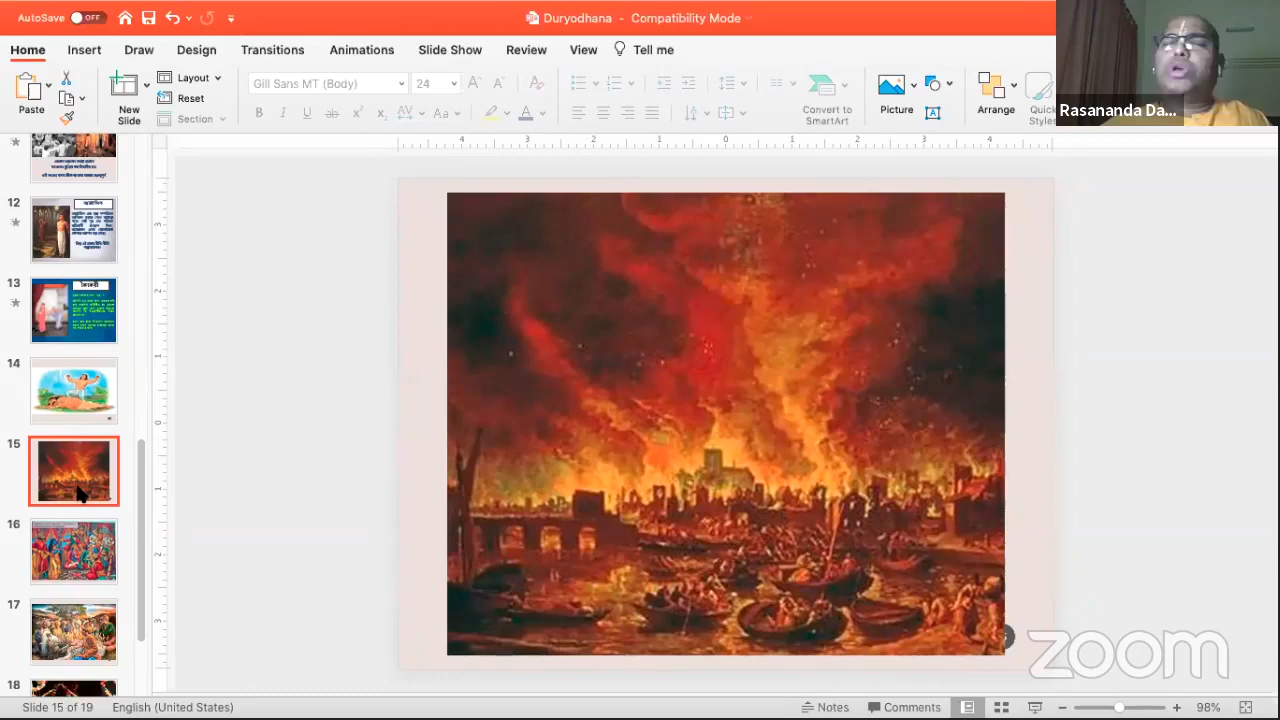 AutoSave OFF
Duryodhana - Compatibility Mode
Home Insert Draw Design Transitions Animations Slide Show Review View Tell me
Paste
New Slide
Layout
Reset
Section
Gill Sans MT (Body) 24
Convert to SmartArt
Picture
Arrange
Quick Styles
Rasananda Da...
12
13
14
15
16
17
18
Slide 15 of 19 English (United States) Notes Comments 98%
zoom